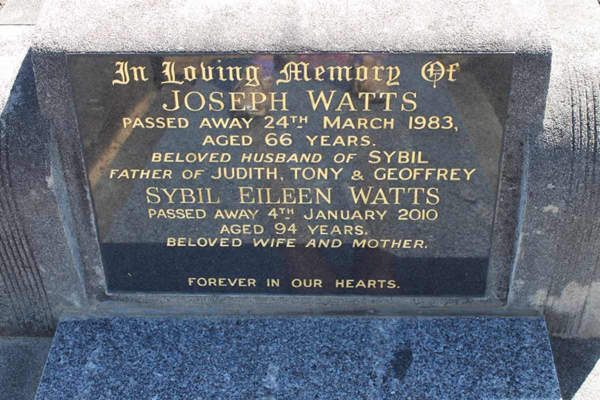 In Loving Memory Of
JOSEPH WATTS
PASSED AWAY 24TH MARCH 1983,
AGED 66 YEARS.
BELOVED HUSBAND OF SYBIL
FATHER OF JUDITH, TONY & GEOFFREY
SYBIL EILEEN WATTS
PASSED AWAY 4TH JANUARY 2010
AGED 94 YEARS.
BELOVED WIFE AND MOTHER.
FOREVER IN OUR HEARTS.